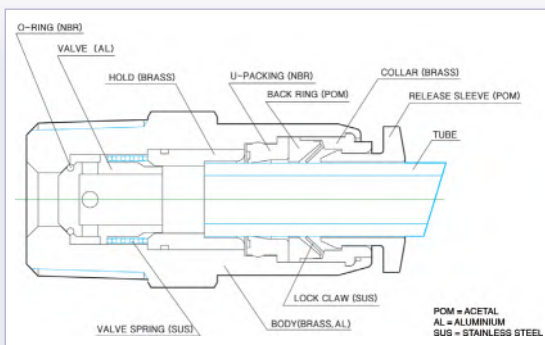 O-RING (NBR)
VALVE (AL)
HOLD (BRASS)
U-PACKING (NBR)
BACK RING (POM)
COLLAR (BRASS)
RELEASE SLEEVE (POM)
TUBE
LOCK CLAW (SUS)
VALVE SPRING (SUS)
BODY(BRASS, AL)
POM = ACETAL
AL = ALUMINIUM
SUS = STAINLESS STEEL